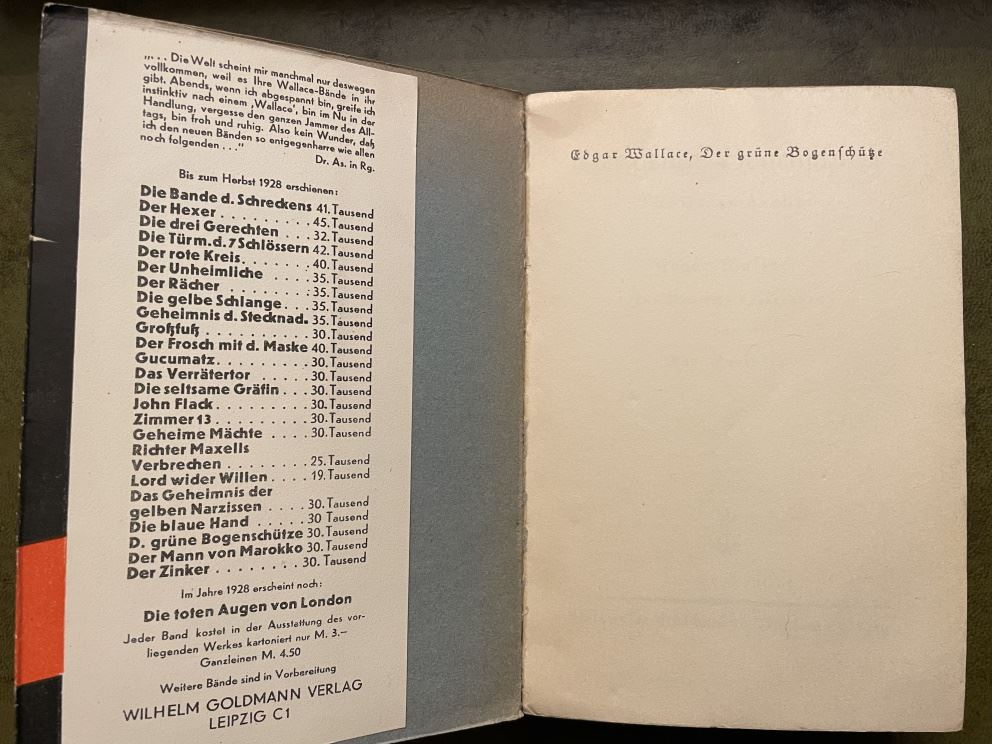 „. . . Die Welt scheint mir manchmal nur deswegen
vollkommen, weil es Ihre Wallace-Bände in ihr
gibt. Abends, wenn ich abgespannt bin, greife ich
instinktiv nach einem ‚Wallace‘, bin im Nu in der
Handlung, vergesse den ganzen Jammer des All-
tags, bin froh und ruhig. Also kein Wunder, daß
ich den neuen Bänden so entgegenharre wie allen
noch folgenden . . .“
Dr. As. in Rg.
Bis zum Herbst 1928 erschienen:
Die Bande d. Schreckens 41. Tausend
Der Hexer . . . . . . . . . 45. Tausend
Die drei Gerechten . . . . 32. Tausend
Die Türm. d. 7 Schlössern 42. Tausend
Der rote Kreis. . . . . . . 40. Tausend
Der Unheimliche . . . . 35. Tausend
Der Rächer . . . . . . . : 35. Tausend
Die gelbe Schlange . . . 35. Tausend
Geheimnis d. Stecknad. 35. Tausend
Großfuß . . . . . . . . . . 30. Tausend
Der Frosch mit d. Maske 40. Tausend
Gucumatz. . . . . . . . . 30. Tausend
Das Verrätertor . . . . . 30. Tausend
Die seltsame Gräfin . . . 30. Tausend
John Flack. . . . . . . . . 30. Tausend
Zimmer 13 . . . . . . . . . 30. Tausend
Geheime Mächte . . . . 30. Tausend
Richter Maxells
Verbrechen . . . . . . . . 25. Tausend
Lord wider Willen . . . . 19. Tausend
Das Geheimnis der
gelben Narzissen . . . . 30. Tausend
Die blaue Hand . . . . . 30 Tausend
D. grüne Bogenschütze 30. Tausend
Der Mann von Marokko 30. Tausend
Der Zinker . . . . . . . . 30. Tausend
Im Jahre 1928 erscheint noch:
Die toten Augen von London
Jeder Band kostet in der Ausstattung des vor-
liegenden Werkes kartoniert nur M. 3.–
Ganzleinen M. 4.50
Weitere Bände sind in Vorbereitung
WILHELM GOLDMANN VERLAG
LEIPZIG C1
Edgar Wallace, Der grüne Bogenschütze